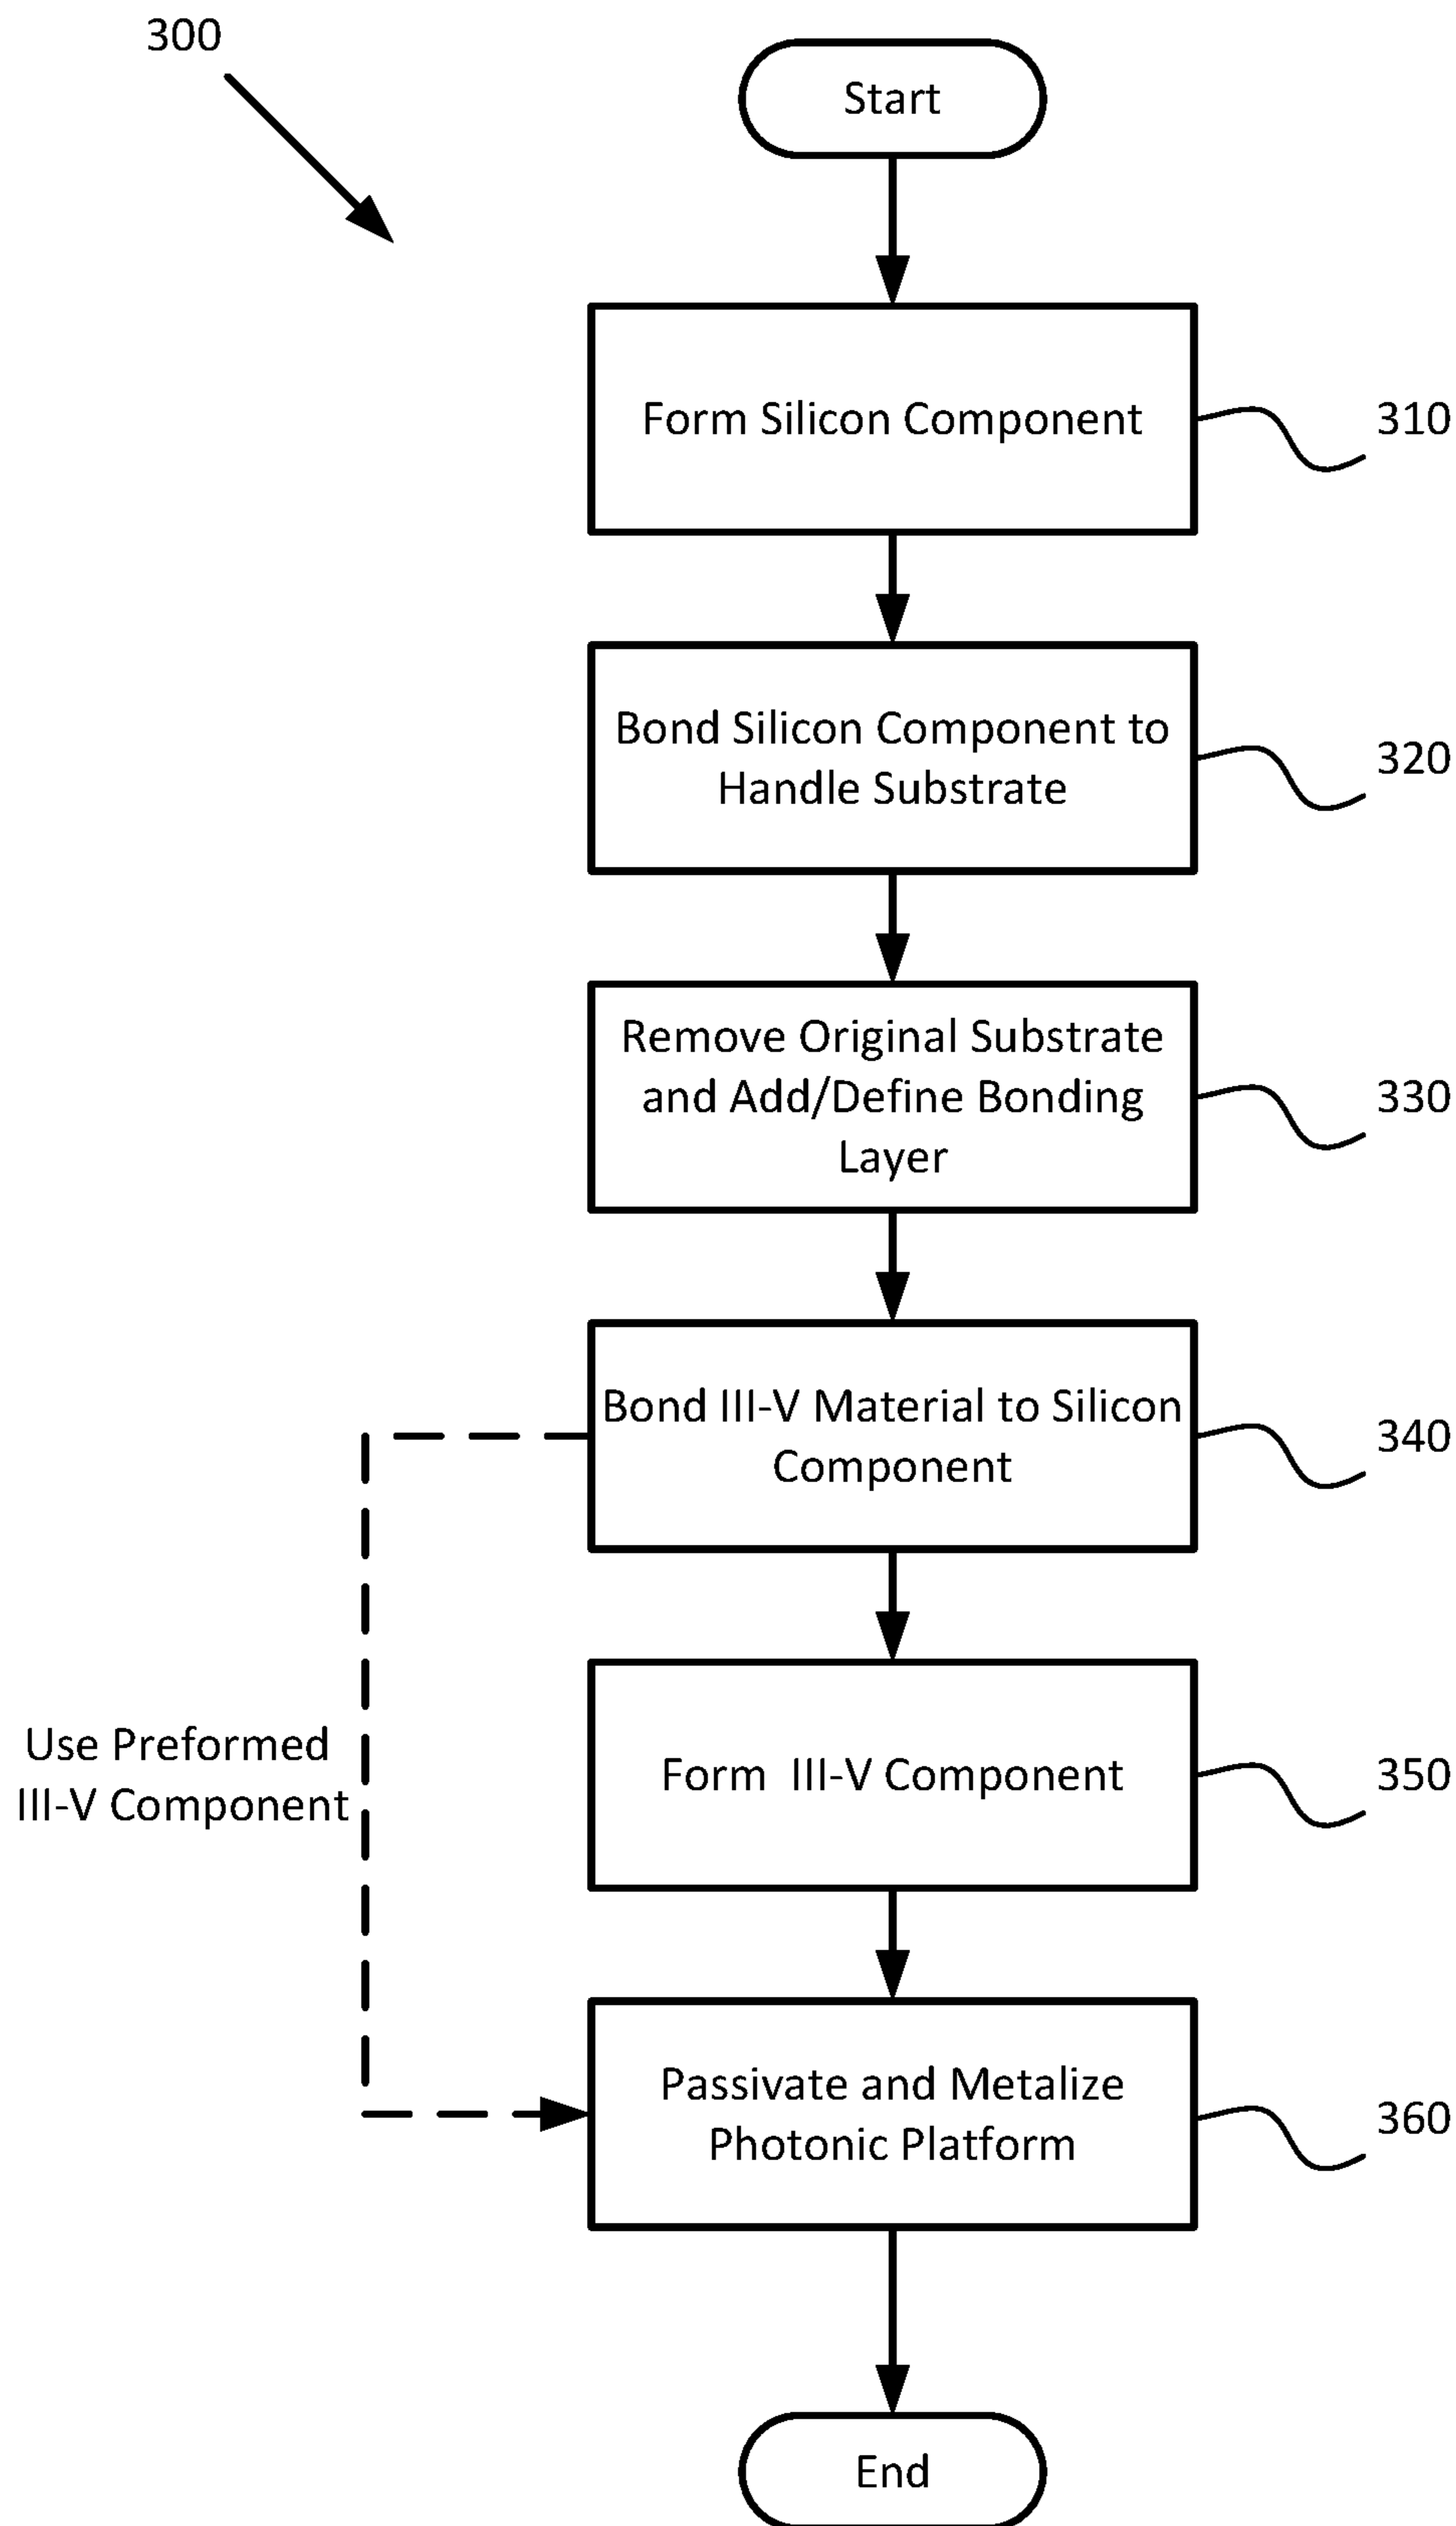 300
Start
Form Silicon Component
310
Bond Silicon Component to
Handle Substrate
320
Remove Original Substrate
and Add/Define Bonding
Layer
330
Bond III-V Material to Silicon
Component
340
Use Preformed
III-V Component
Form III-V Component
350
Passivate and Metalize
Photonic Platform
360
End